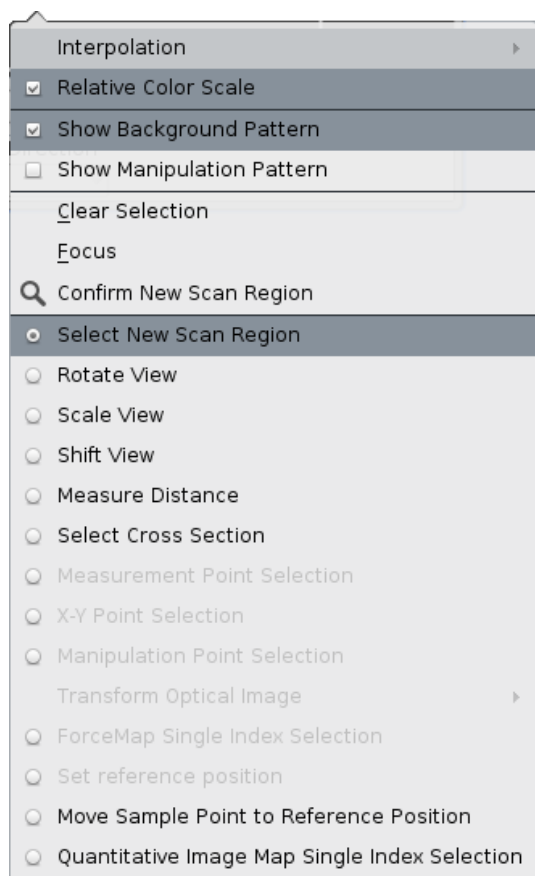 Interpolation
Relative Color Scale
Show Background Pattern
Direction
Show Manipulation Pattern
Clear Selection
Focus
Confirm New Scan Region
Select New Scan Region
Rotate View
Scale View
Shift View
Measure Distance
Select Cross Section
Measurement Point Selection
X-Y Point Selection
Manipulation Point Selection
Transform Optical Image
ForceMap Single Index Selection
Set reference position
Move Sample Point to Reference Position
Quantitative Image Map Single Index Selection